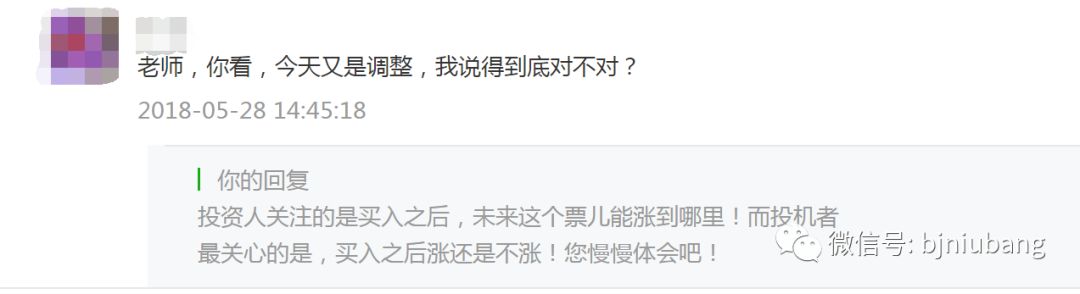 老师，你看，今天又是调整，我说得到底对不对？
2018-05-28 14:45:18
你的回复
投资人关注的是买入之后，未来这个票儿能涨到哪里！而投机者
最关心的是，买入之后涨还是不涨！您慢慢体会吧！
微信号: bjniubang